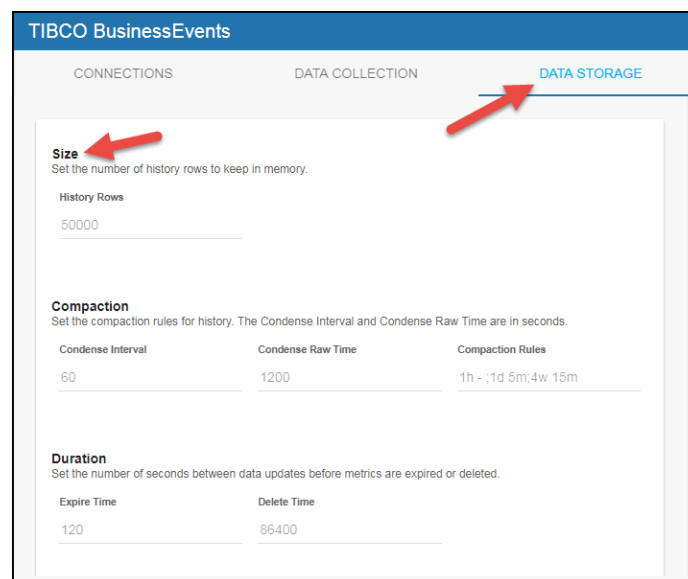 TIBCO BusinessEvents
CONNECTIONS DATA COLLECTION DATA STORAGE
Size
Set the number of history rows to keep in memory.
History Rows
50000
Compaction
Set the compaction rules for history. The Condense Interval and Condense Raw Time are in seconds.
Condense Interval Condense Raw Time Compaction Rules
60 1200 1h - ;1d 5m;4w 15m
Duration
Set the number of seconds between data updates before metrics are expired or deleted.
Expire Time Delete Time
120 86400